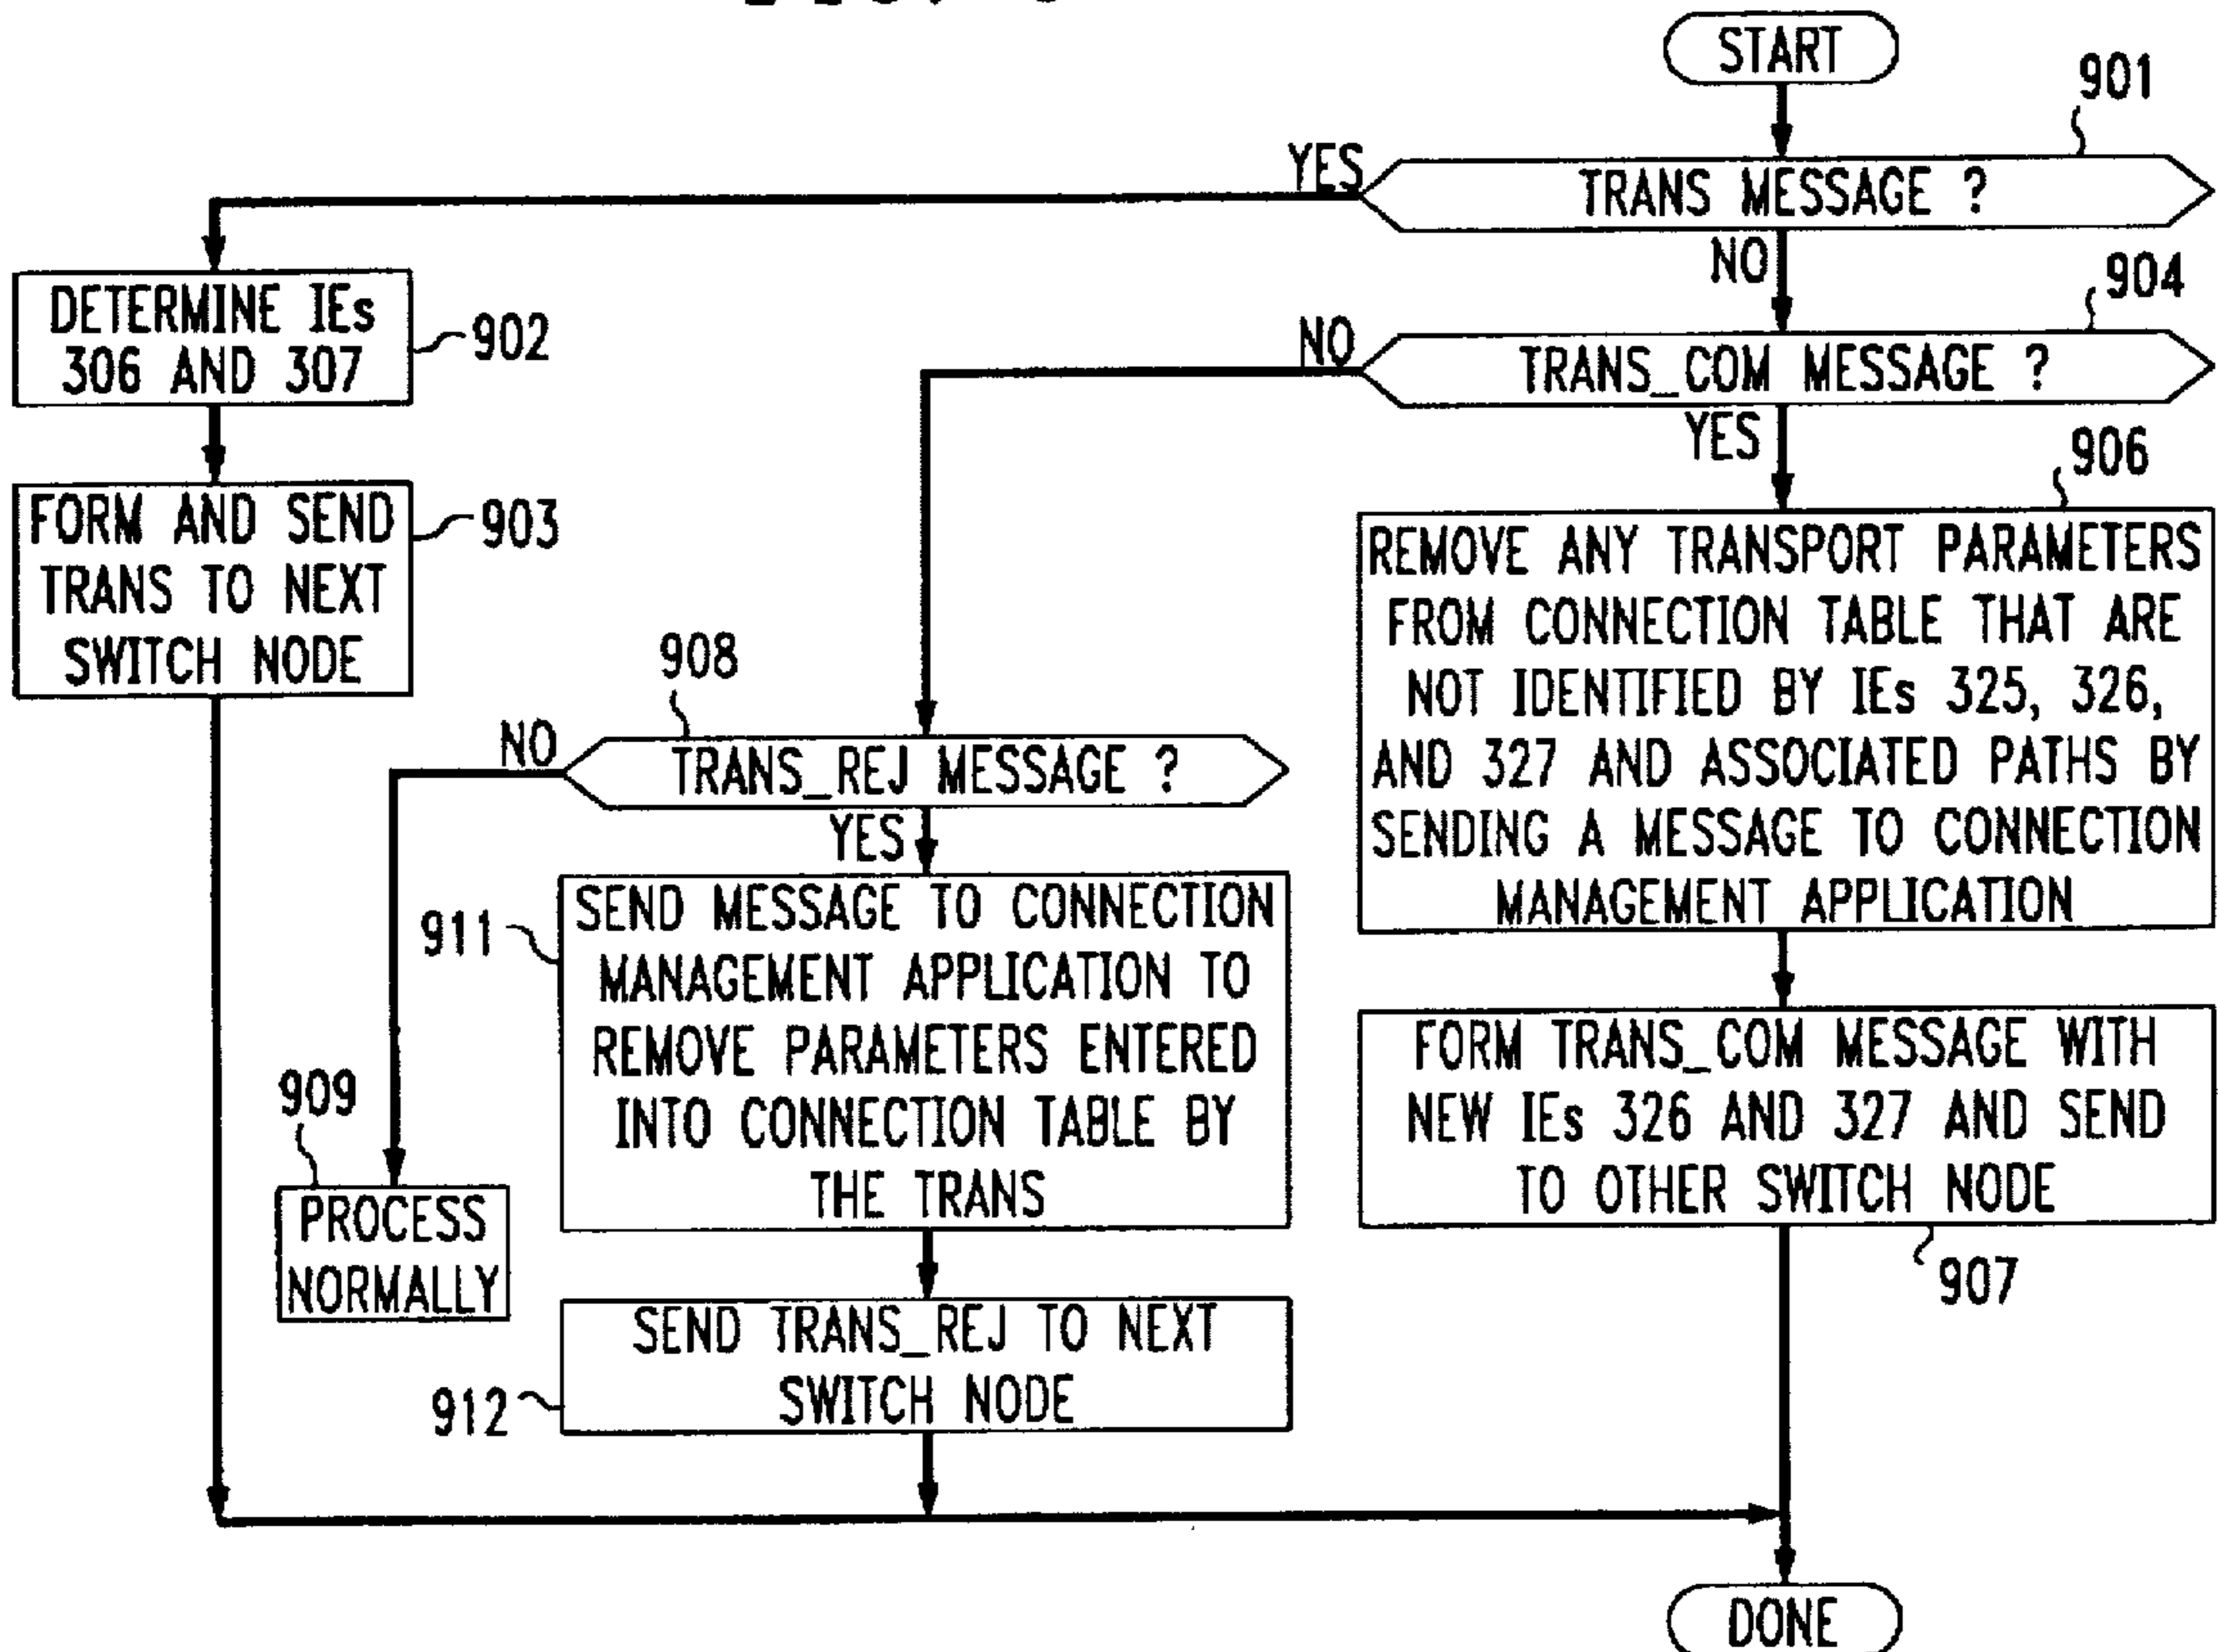 START
901
YES
TRANS MESSAGE ?
NO
904
DETERMINE IEs
306 AND 307
902
NO
TRANS_COM MESSAGE ?
YES
906
FORM AND SEND
TRANS TO NEXT
SWITCH NODE
903
REMOVE ANY TRANSPORT PARAMETERS
FROM CONNECTION TABLE THAT ARE
NOT IDENTIFIED BY IEs 325, 326,
AND 327 AND ASSOCIATED PATHS BY
SENDING A MESSAGE TO CONNECTION
MANAGEMENT APPLICATION
908
NO
TRANS_REJ MESSAGE ?
YES
911
SEND MESSAGE TO CONNECTION
MANAGEMENT APPLICATION TO
REMOVE PARAMETERS ENTERED
INTO CONNECTION TABLE BY
THE TRANS
FORM TRANS_COM MESSAGE WITH
NEW IEs 326 AND 327 AND SEND
TO OTHER SWITCH NODE
907
909
PROCESS
NORMALLY
SEND TRANS_REJ TO NEXT
SWITCH NODE
912
DONE